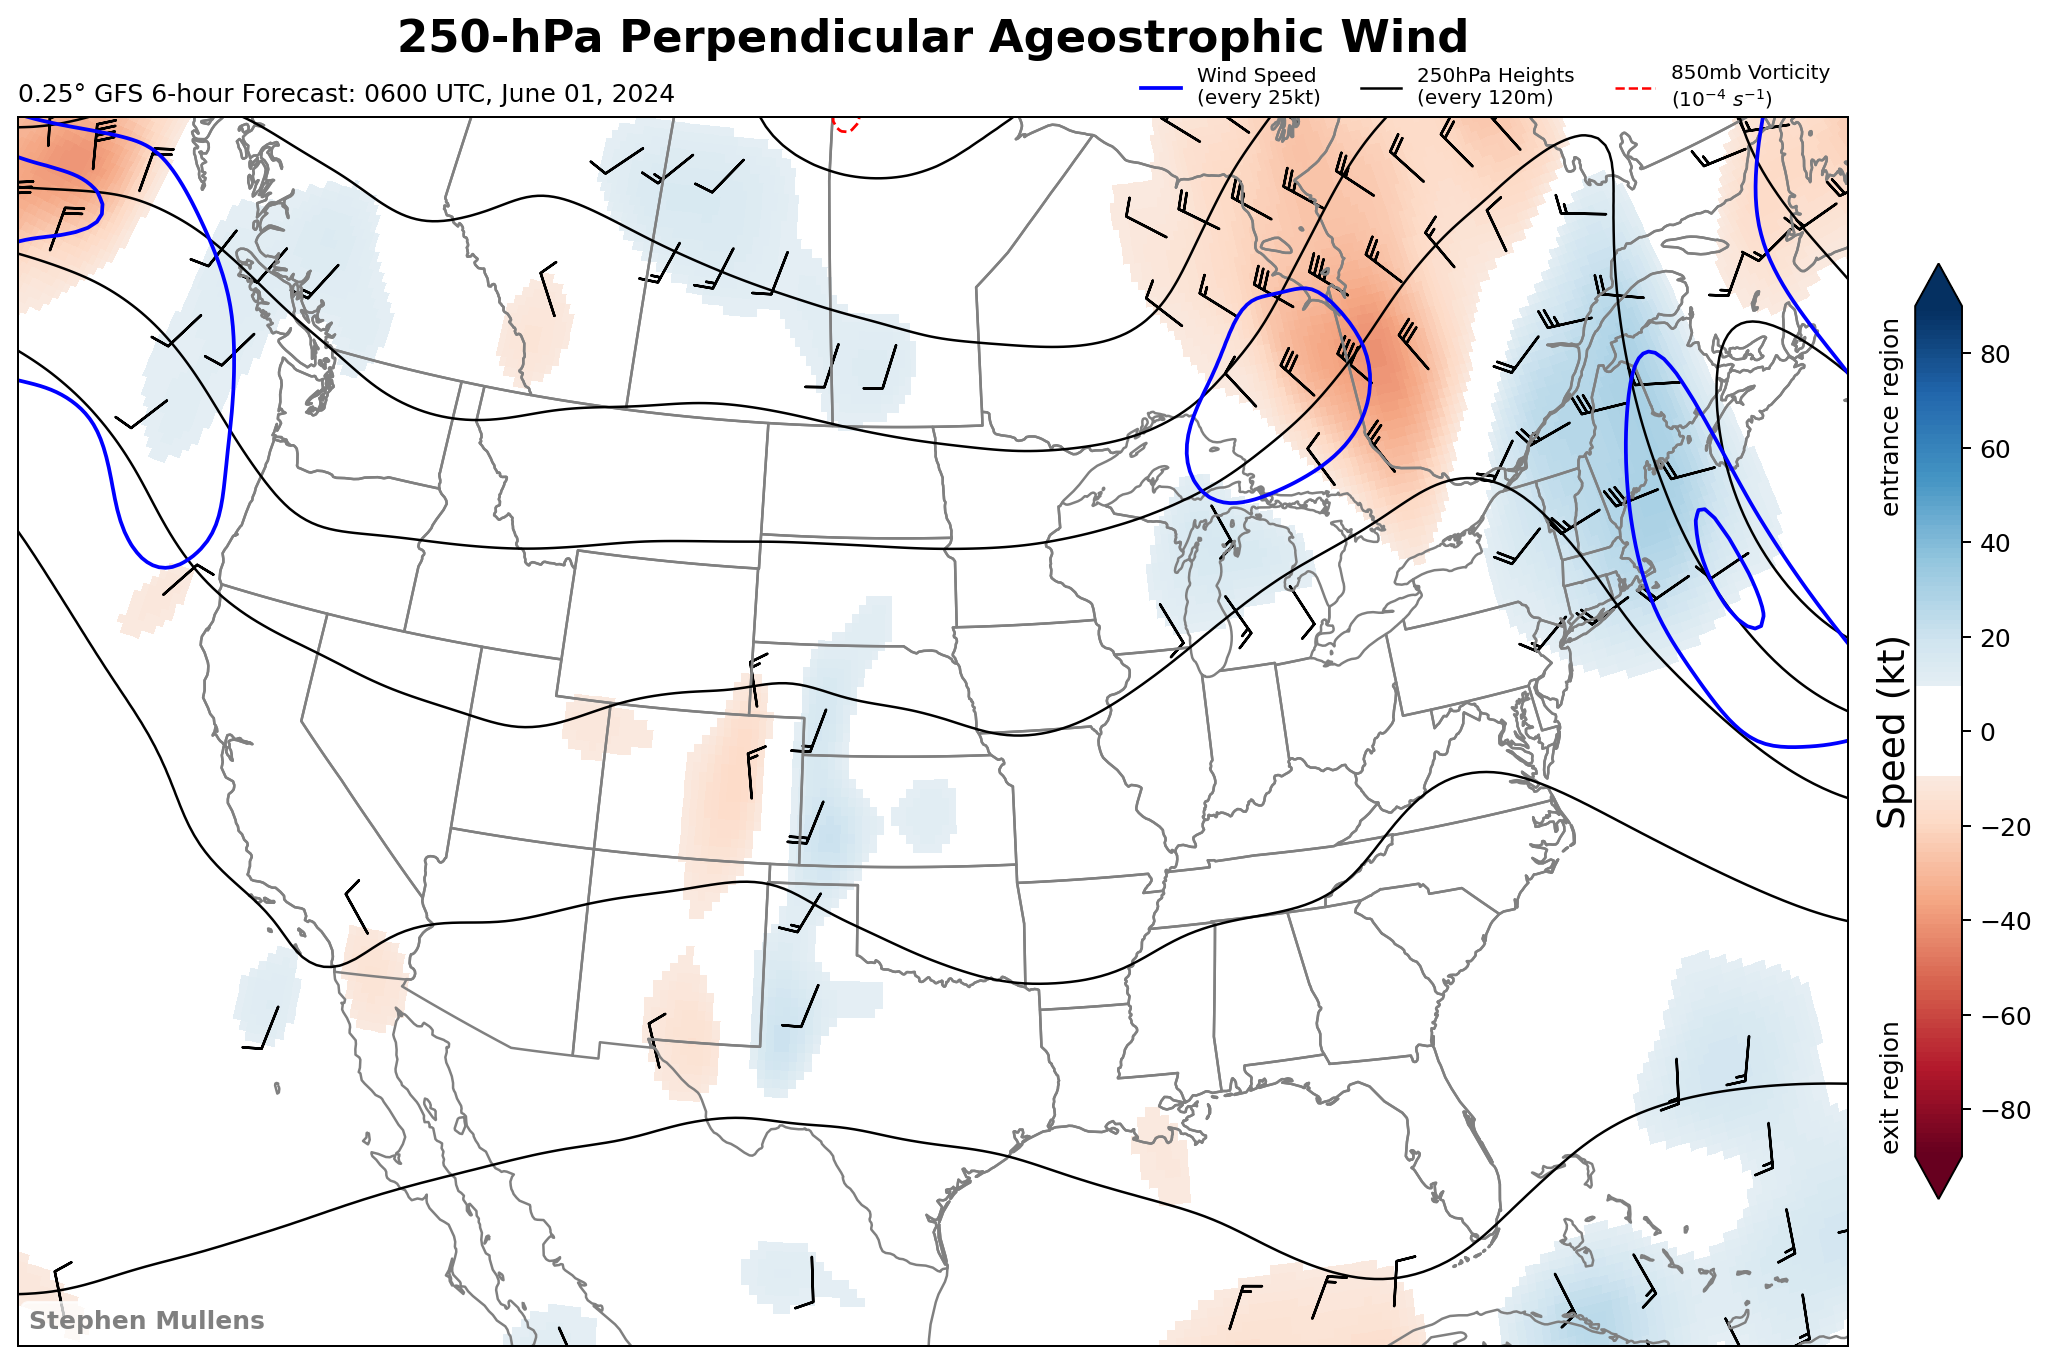 250-hPa Perpendicular Ageostrophic Wind
0.25° GFS 6-hour Forecast: 0600 UTC, June 01, 2024
Wind Speed
(every 25kt)
250hPa Heights
(every 120m)
850mb Vorticity
(10⁻⁴ s⁻¹)
entrance region
Speed (kt)
exit region
80
60
40
20
0
−20
−40
−60
−80
Stephen Mullens